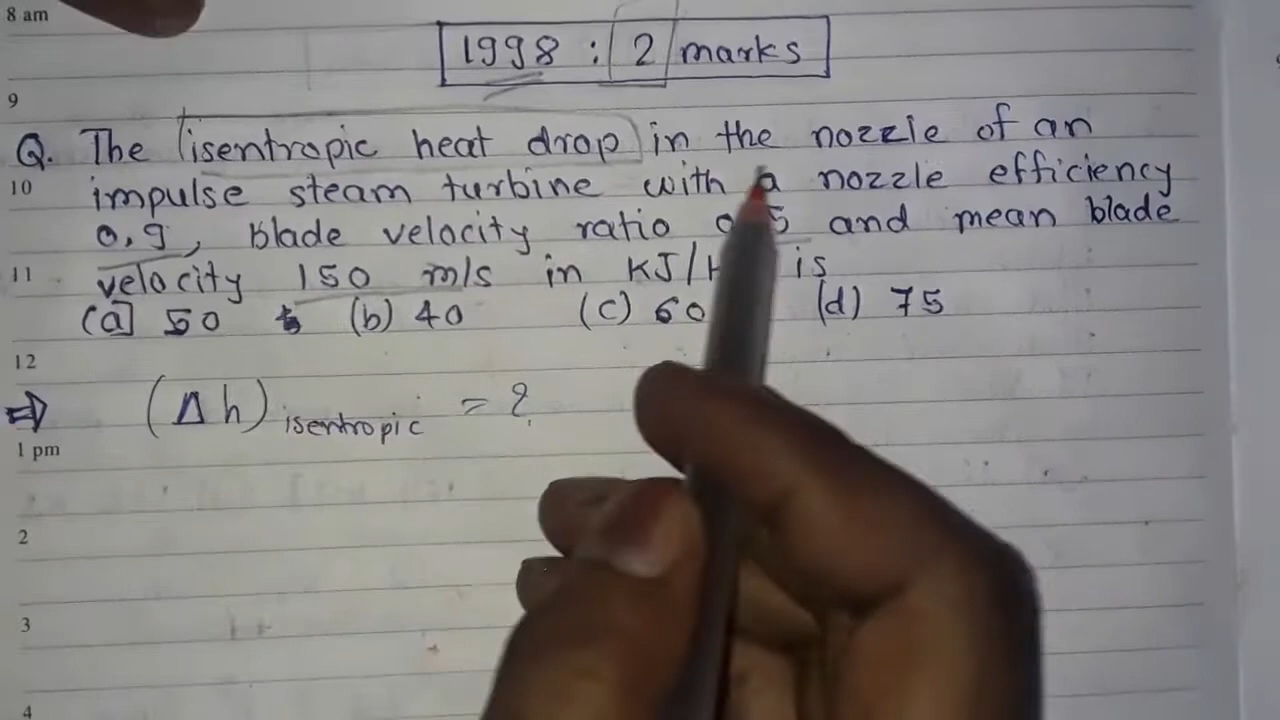 8 am
1998 : 2 marks
9
Q. The isentropic heat drop in the nozzle of an
10 impulse steam turbine with a nozzle efficiency
0.9, blade velocity ratio and mean blade
11 velocity 150 m/s in KJ/ is
(a) 50 (b) 40 (c) 60 (d) 75
12
⇒ (Δh) isentropic = ?
1 pm
2
3
4